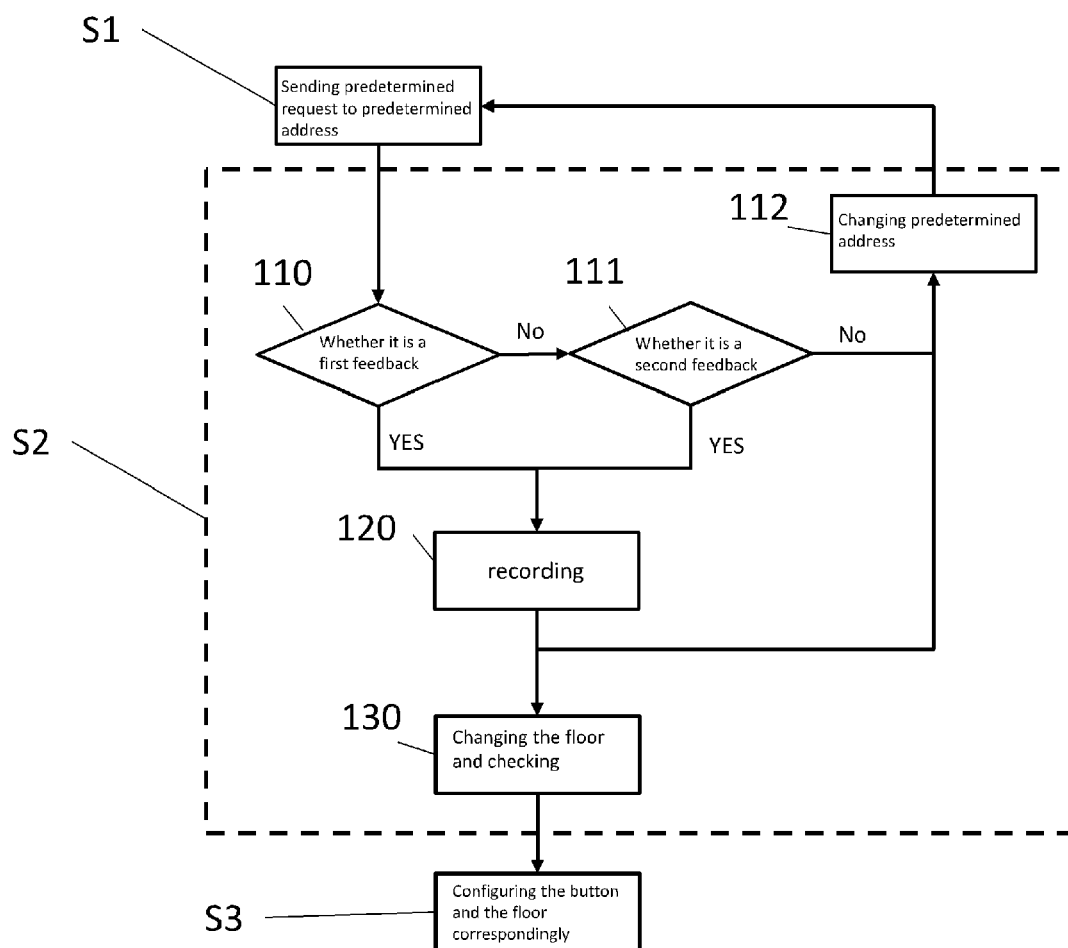 S1
Sending predetermined
request to predetermined
address
112
Changing predetermined
address
110
111
Whether it is a
first feedback
No
Whether it is a
second feedback
No
S2
YES
YES
120
recording
130
Changing the floor
and checking
S3
Configuring the button
and the floor
correspondingly